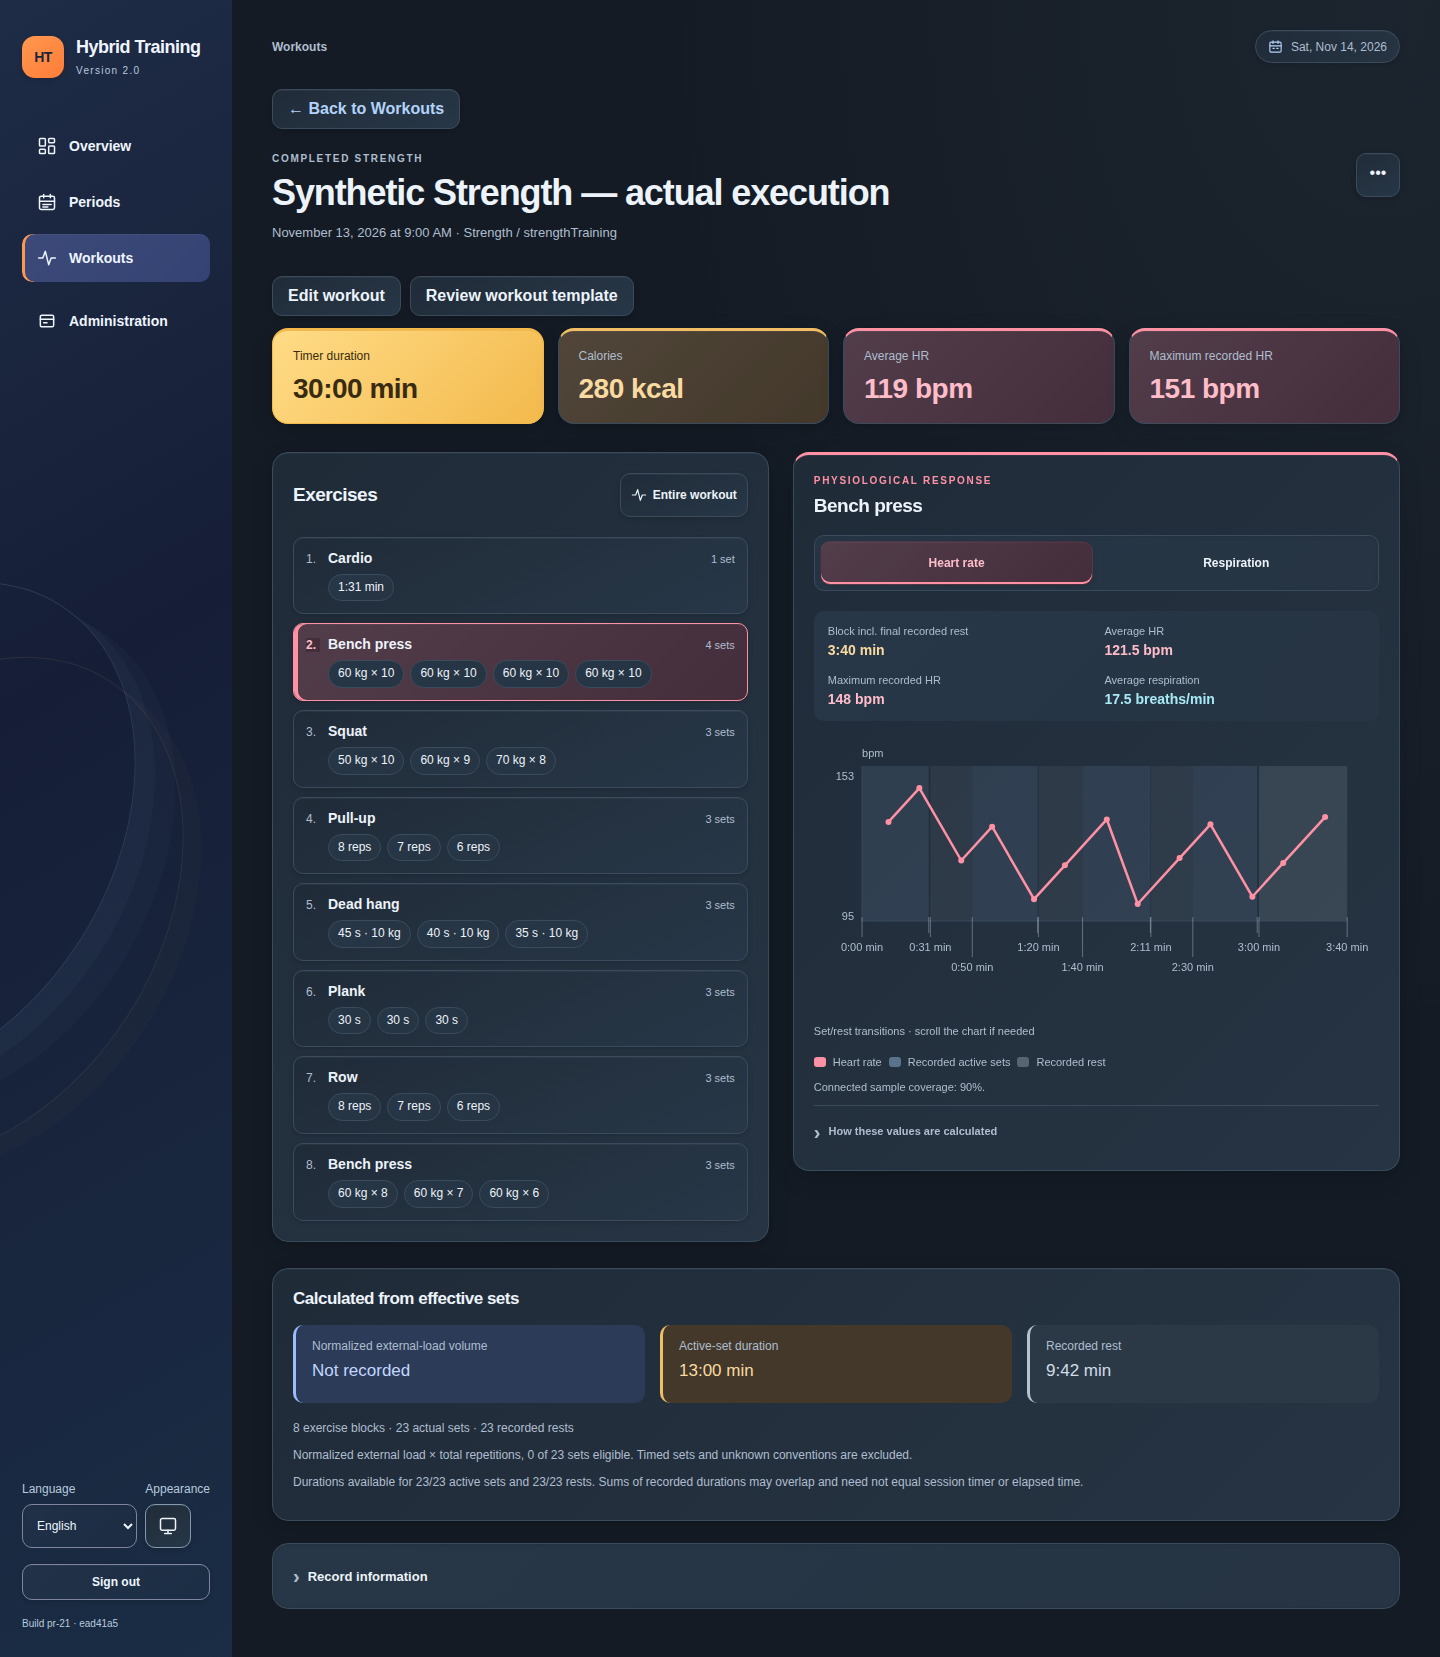 HT
Hybrid Training
Version 2.0
Overview
Periods
Workouts
Administration
Language
Appearance
English
Sign out
Build pr-21 · ead41a5
Workouts
Sat, Nov 14, 2026
← Back to Workouts
COMPLETED STRENGTH
Synthetic Strength — actual execution
•••
November 13, 2026 at 9:00 AM · Strength / strengthTraining
Edit workout
Review workout template
Timer duration
30:00 min
Calories
280 kcal
Average HR
119 bpm
Maximum recorded HR
151 bpm
Exercises
Entire workout
1. Cardio 1 set
1:31 min
2. Bench press 4 sets
60 kg × 10 60 kg × 10 60 kg × 10 60 kg × 10
3. Squat 3 sets
50 kg × 10 60 kg × 9 70 kg × 8
4. Pull-up 3 sets
8 reps 7 reps 6 reps
5. Dead hang 3 sets
45 s · 10 kg 40 s · 10 kg 35 s · 10 kg
6. Plank 3 sets
30 s 30 s 30 s
7. Row 3 sets
8 reps 7 reps 6 reps
8. Bench press 3 sets
60 kg × 8 60 kg × 7 60 kg × 6
PHYSIOLOGICAL RESPONSE
Bench press
Heart rate
Respiration
Block incl. final recorded rest
3:40 min
Average HR
121.5 bpm
Maximum recorded HR
148 bpm
Average respiration
17.5 breaths/min
bpm
153
95
0:00 min 0:31 min 1:20 min 2:11 min 3:00 min 3:40 min
0:50 min 1:40 min 2:30 min
Set/rest transitions · scroll the chart if needed
Heart rate Recorded active sets Recorded rest
Connected sample coverage: 90%.
› How these values are calculated
Calculated from effective sets
Normalized external-load volume
Not recorded
Active-set duration
13:00 min
Recorded rest
9:42 min
8 exercise blocks · 23 actual sets · 23 recorded rests
Normalized external load × total repetitions, 0 of 23 sets eligible. Timed sets and unknown conventions are excluded.
Durations available for 23/23 active sets and 23/23 rests. Sums of recorded durations may overlap and need not equal session timer or elapsed time.
› Record information